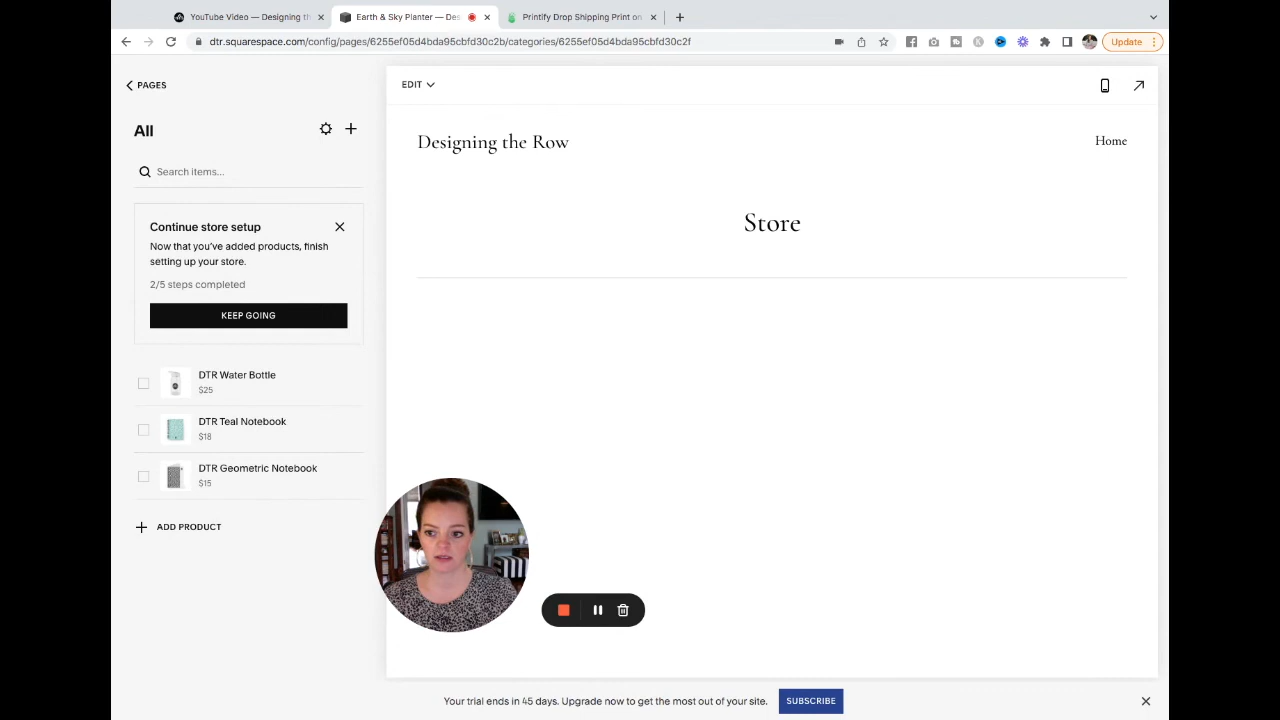 YouTube Video — Designing th
Earth & Sky Planter — Des
Printify Drop Shipping Print on
dtr.squarespace.com/config/pages/6255ef05d4bda95cbfd30c2b/categories/6255ef05d4bda95cbfd30c2f
Update
PAGES
EDIT
All
Designing the Row
Home
Search items...
Store
Continue store setup
Now that you've added products, finish
setting up your store.
2/5 steps completed
KEEP GOING
DTR Water Bottle
$25
DTR Teal Notebook
$18
DTR Geometric Notebook
$15
ADD PRODUCT
Your trial ends in 45 days. Upgrade now to get the most out of your site.
SUBSCRIBE